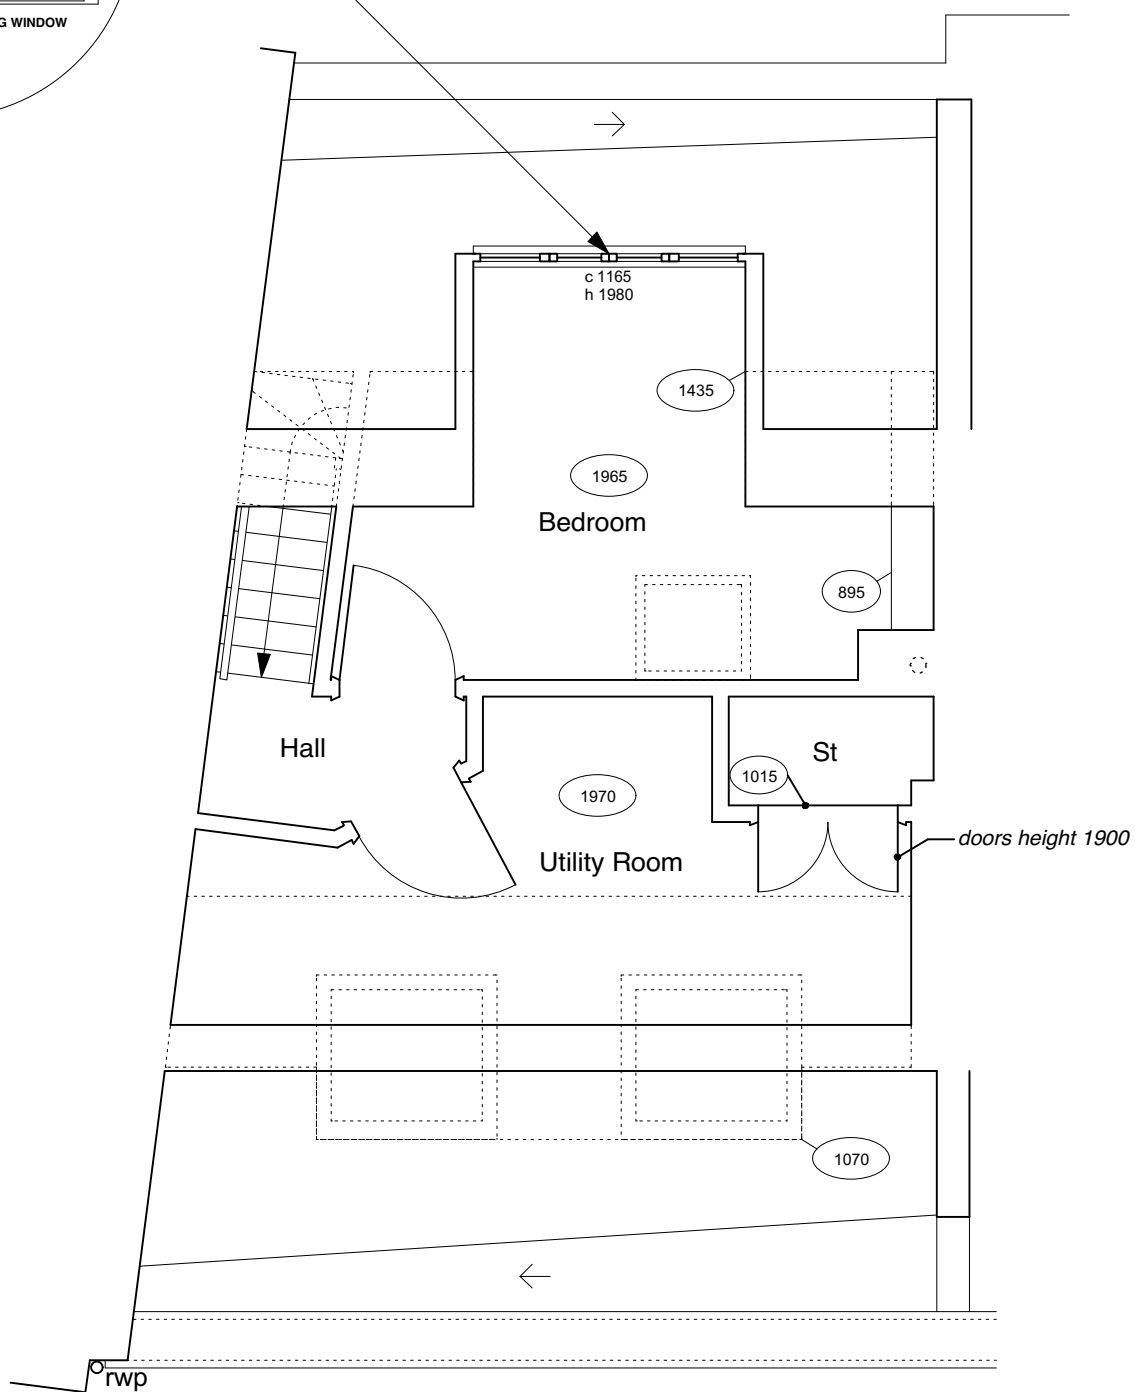 G WINDOW
c 1165
h 1980
1435
1965
Bedroom
895
Hall
St
1015
1970
doors height 1900
Utility Room
1070
rwp